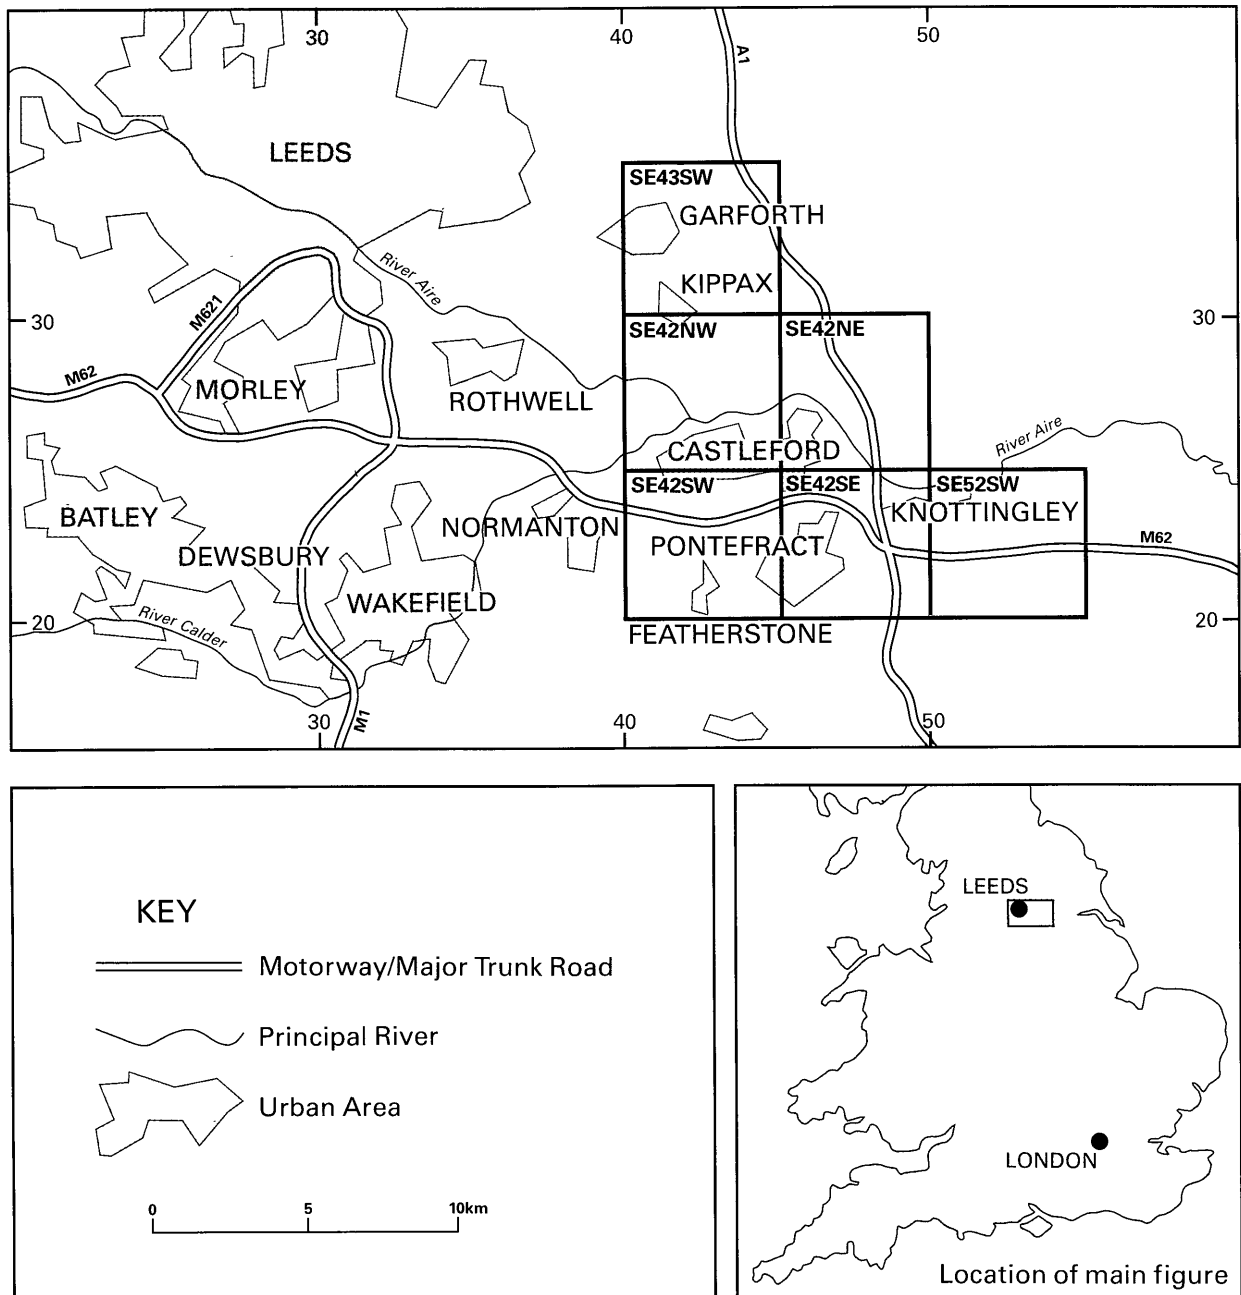 30
40
50
A1
LEEDS
SE43SW
GARFORTH
River Aire
KIPPAX
M621
30
SE42NW
SE42NE
30
M62
MORLEY
ROTHWELL
CASTLEFORD
River Aire
SE42SW
SE42SE
SE52SW
BATLEY
NORMANTON
KNOTTINGLEY
DEWSBURY
PONTEFRACT
M62
WAKEFIELD
20
River Calder
FEATHERSTONE
20
30
M1
40
50
KEY
Motorway/Major Trunk Road
Principal River
Urban Area
0 5 10km
LEEDS
LONDON
Location of main figure